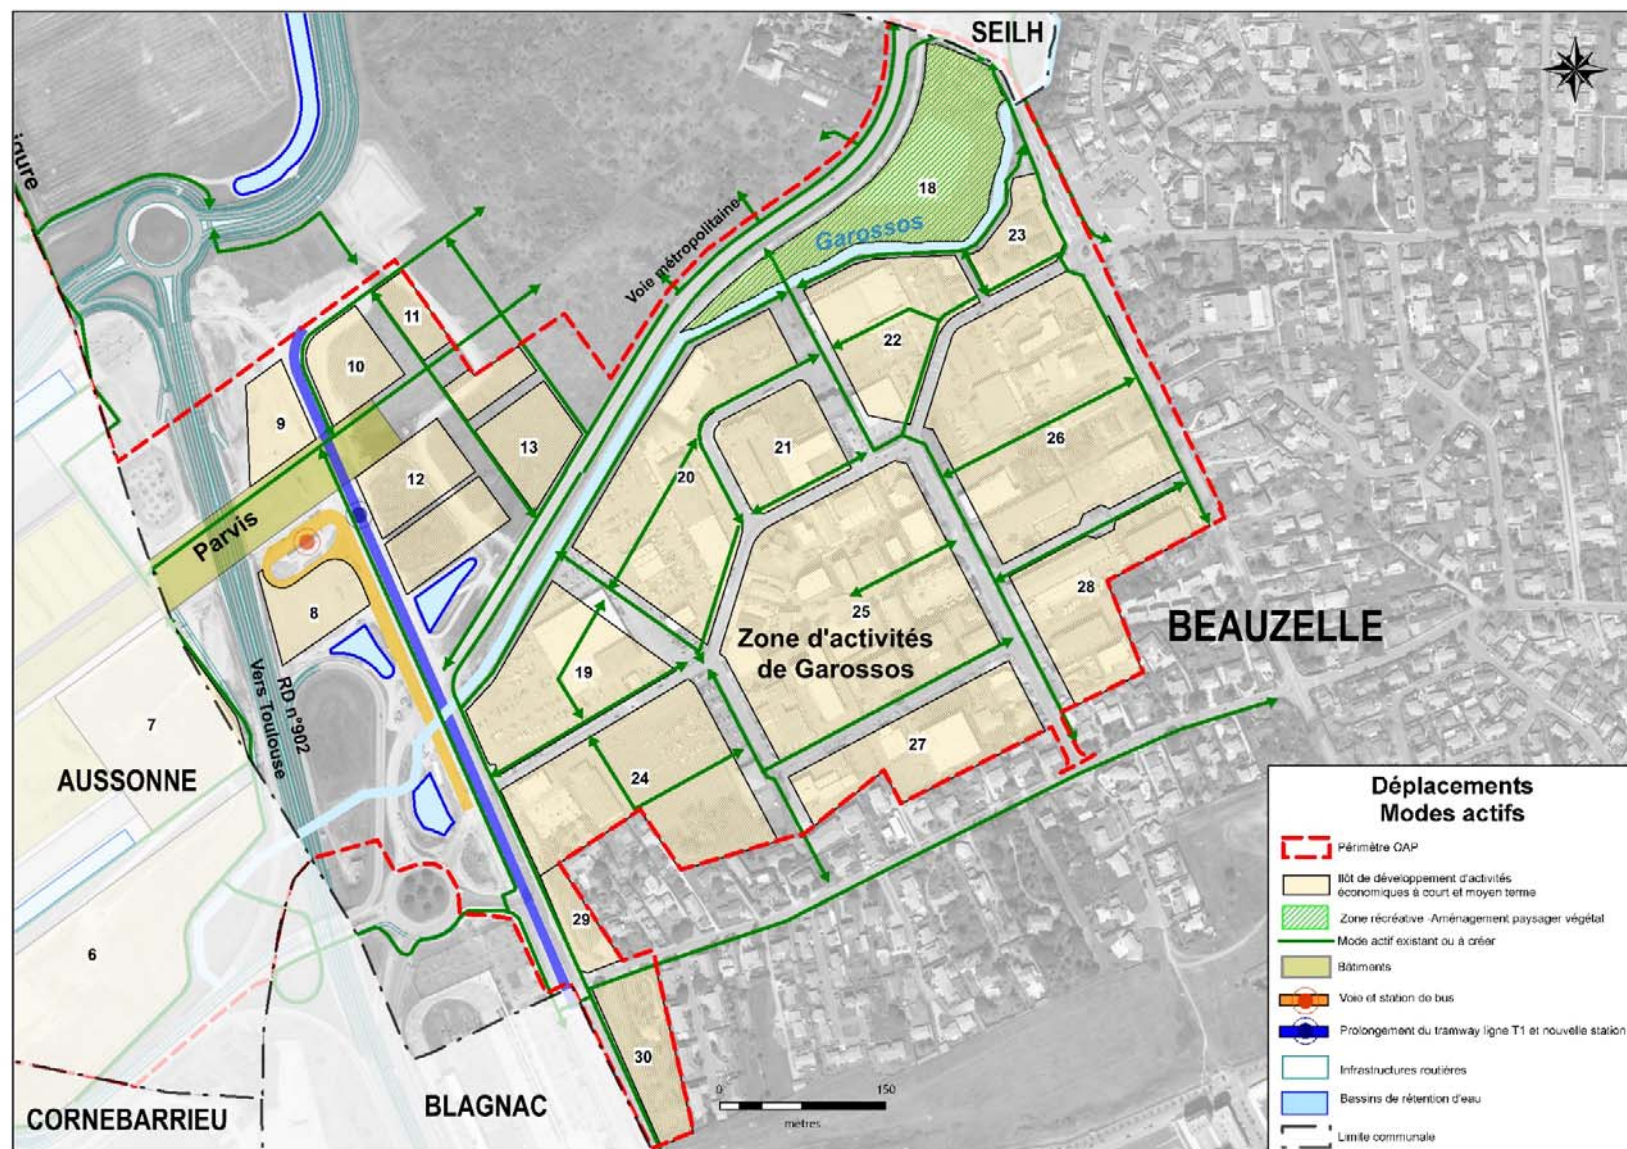 SEILH
igure
Voie métropolitaine
18
Garossos
23
11
10
22
9
13
26
21
12
20
Parvis
8
25
28
BEAUZELLE
Zone d'activités
de Garossos
19
RD n°902
Vers Toulouse
7
27
AUSSONNE
24
29
6
30
0 150
mètres
BLAGNAC
CORNEBARRIEU
Déplacements
Modes actifs
Périmètre OAP
Ilôt de développement d'activités
économiques à court et moyen terme
Zone récréative -Aménagement paysager végétal
Mode actif existant ou à créer
Bâtiments
Voie et station de bus
Prolongement du tramway ligne T1 et nouvelle station
Infrastructures routières
Bassins de rétention d'eau
Limite communale